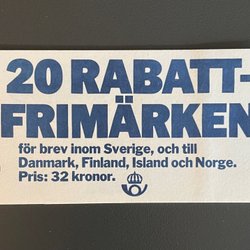 20 RABATT-
FRIMÄRKEN
för brev inom Sverige, och till
Danmark, Finland, Island och Norge.
Pris: 32 kronor.